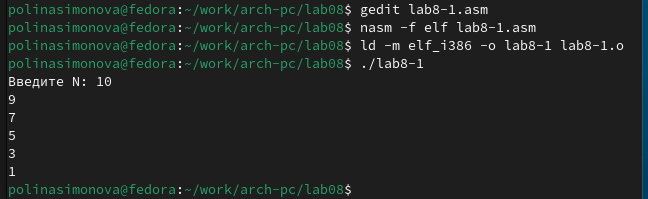 polinasimonova@fedora:~/work/arch-pc/lab08$ gedit lab8-1.asm
polinasimonova@fedora:~/work/arch-pc/lab08$ nasm -f elf lab8-1.asm
polinasimonova@fedora:~/work/arch-pc/lab08$ ld -m elf_i386 -o lab8-1 lab8-1.o
polinasimonova@fedora:~/work/arch-pc/lab08$ ./lab8-1
Введите N: 10
9
7
5
3
1
polinasimonova@fedora:~/work/arch-pc/lab08$